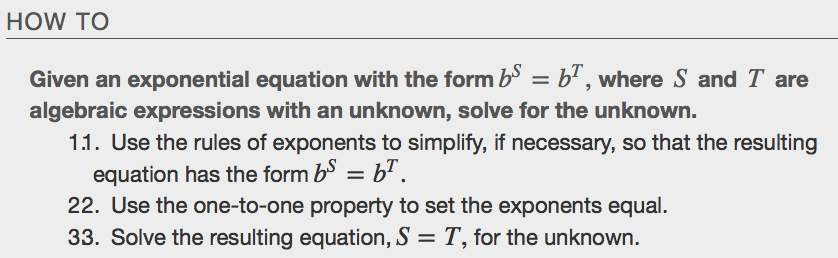 HOW TO
Given an exponential equation with the form b^S = b^T, where S and T are
algebraic expressions with an unknown, solve for the unknown.
11. Use the rules of exponents to simplify, if necessary, so that the resulting
equation has the form b^S = b^T.
22. Use the one-to-one property to set the exponents equal.
33. Solve the resulting equation, S = T, for the unknown.